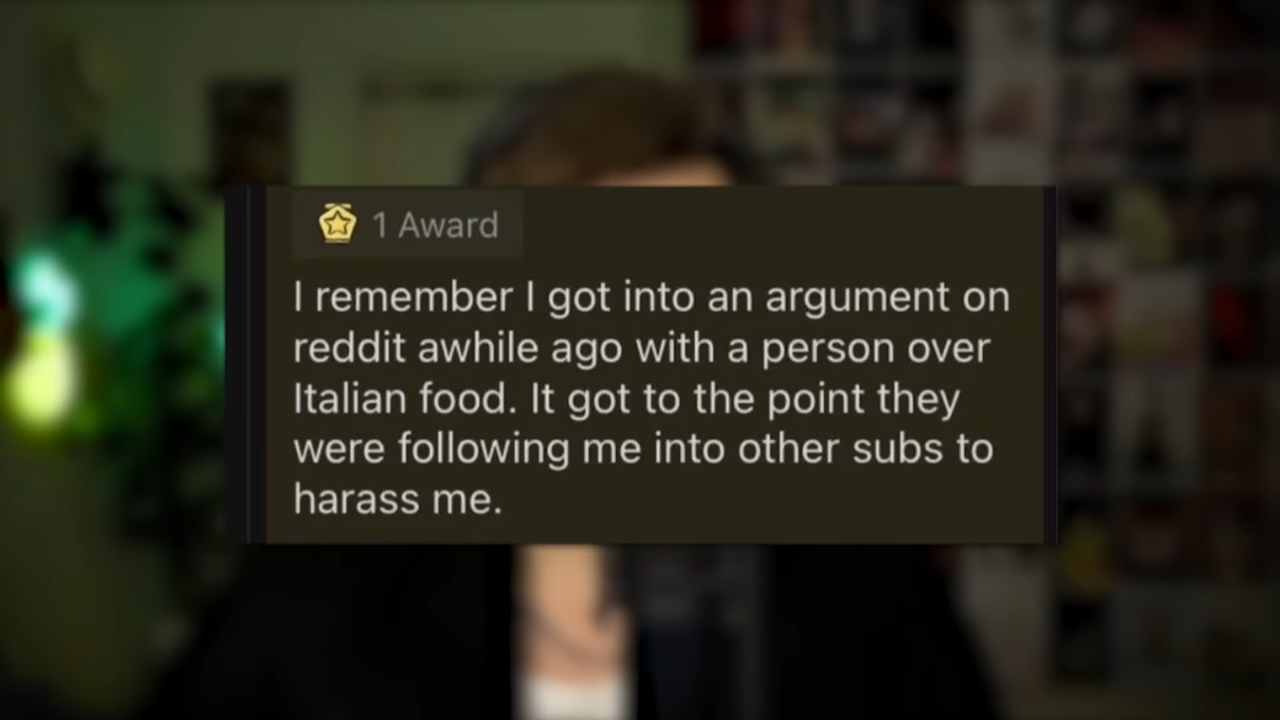 1 Award
I remember I got into an argument on
reddit awhile ago with a person over
Italian food. It got to the point they
were following me into other subs to
harass me.